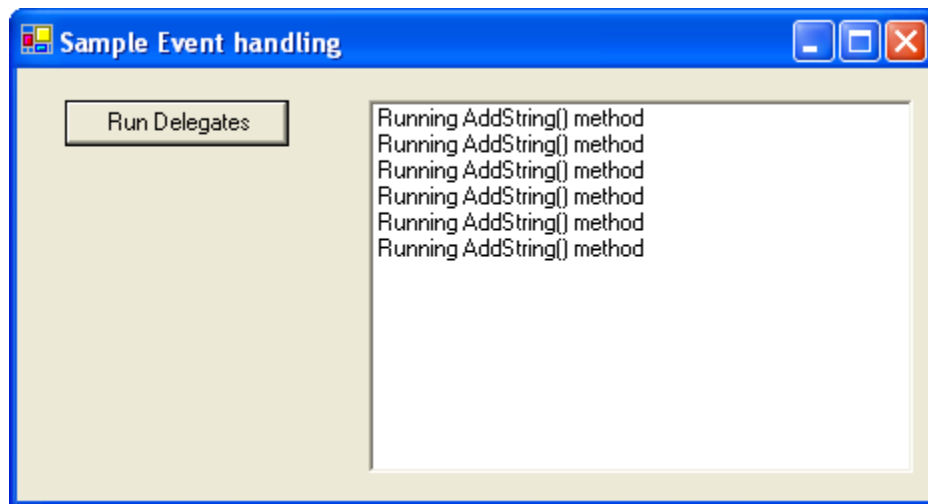 Sample Event handling
Run Delegates
Running AddString() method
Running AddString() method
Running AddString() method
Running AddString() method
Running AddString() method
Running AddString() method